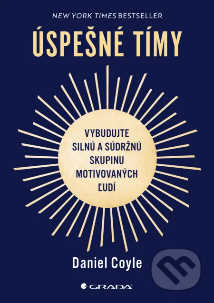 NEW YORK TIMES BESTSELLER
ÚSPEŠNÉ TÍMY
VYBUDUJTE
SILNÚ A SÚDRŽNÚ
SKUPINU
MOTIVOVANÝCH
ĽUDÍ
Daniel Coyle
GRADA
m